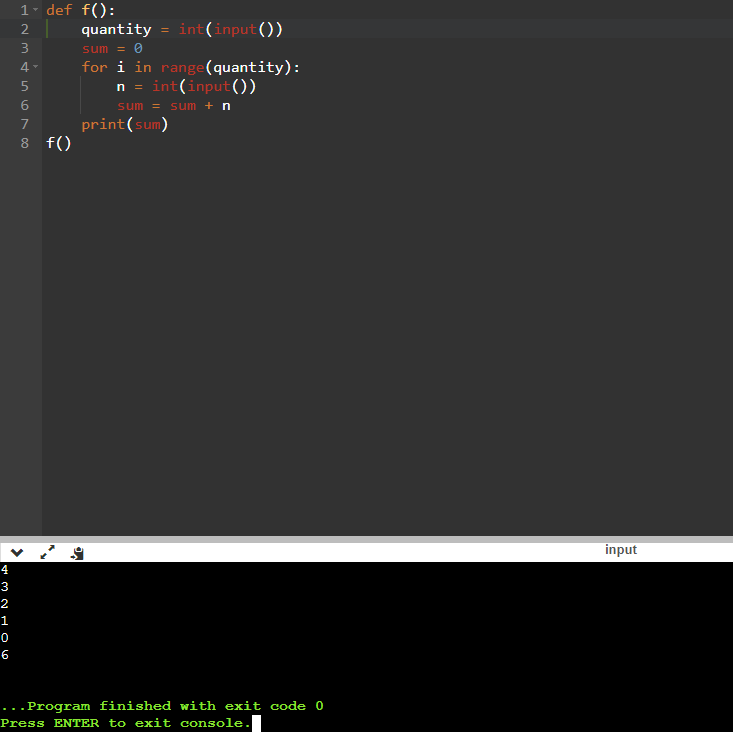 1 def f():
2     quantity = int(input())
3     sum = 0
4     for i in range(quantity):
5         n = int(input())
6         sum = sum + n
7     print(sum)
8 f()
input
4
3
2
1
0
6
...Program finished with exit code 0
Press ENTER to exit console.